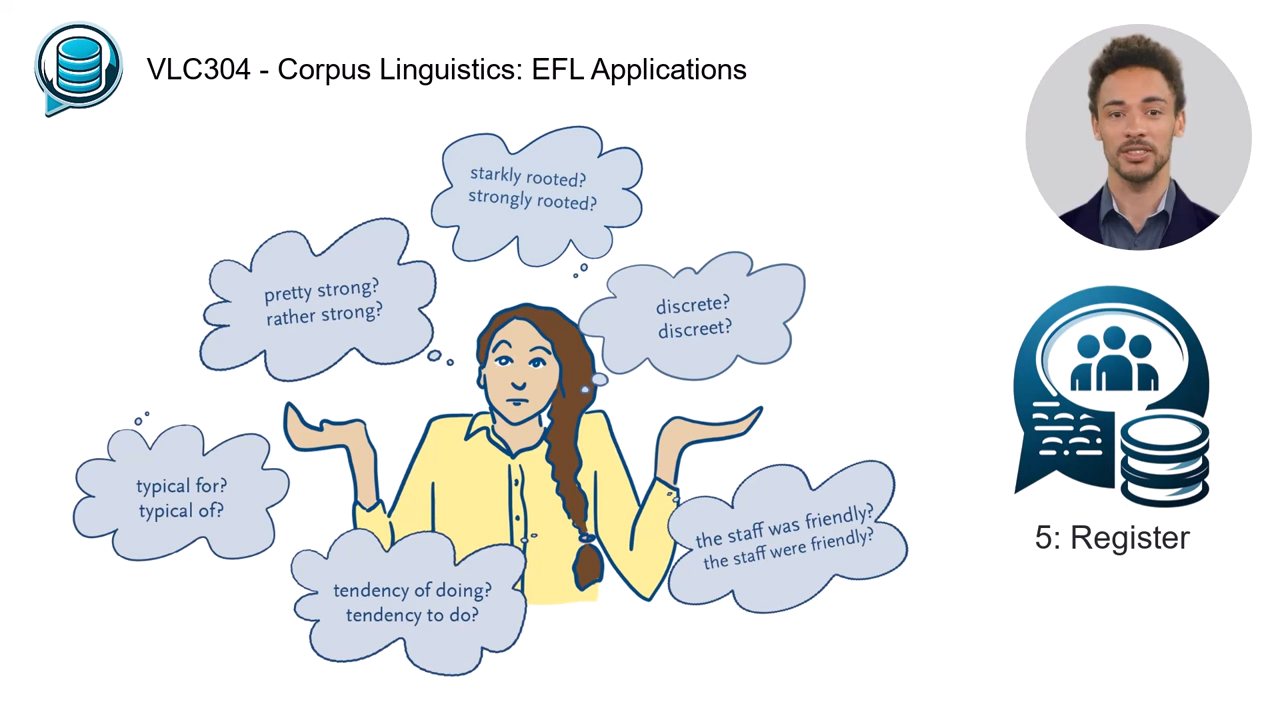 VLC304 - Corpus Linguistics: EFL Applications
starkly rooted?
strongly rooted?
pretty strong?
rather strong?
discrete?
discreet?
typical for?
typical of?
the staff was friendly?
the staff were friendly?
tendency of doing?
tendency to do?
5: Register